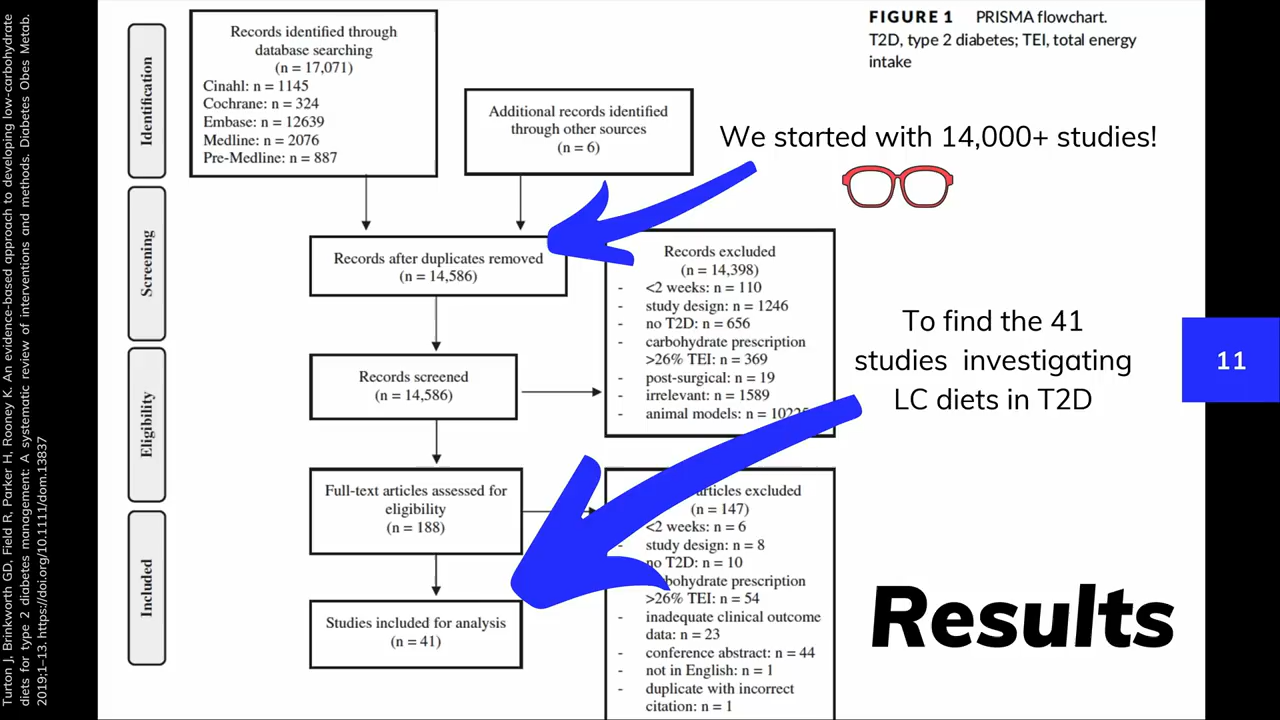 Turton J, Brinkworth GD, Field R, Parker H, Rooney K. An evidence-based approach to developing low-carbohydrate
diets for type 2 diabetes management: A systematic review of interventions and methods. Diabetes Obes Metab.
2019;1–13. https://doi.org/10.1111/dom.13837
Identification
Screening
Eligibility
Included
Records identified through
database searching
(n = 17,071)
Cinahl: n = 1145
Cochrane: n = 324
Embase: n = 12639
Medline: n = 2076
Pre-Medline: n = 887
Additional records identified
through other sources
(n = 6)
FIGURE 1 PRISMA flowchart.
T2D, type 2 diabetes; TEI, total energy
intake
We started with 14,000+ studies!
Records after duplicates removed
(n = 14,586)
Records excluded
(n = 14,398)
- <2 weeks: n = 110
- study design: n = 1246
- no T2D: n = 656
- carbohydrate prescription
>26% TEI: n = 369
- post-surgical: n = 19
- irrelevant: n = 1589
- animal models: n =
Records screened
(n = 14,586)
To find the 41
studies investigating
LC diets in T2D
11
Full-text articles assessed for
eligibility
(n = 188)
articles excluded
(n = 147)
<2 weeks: n = 6
study design: n = 8
no T2D: n = 10
prescription
>26% TEI: n = 54
- inadequate clinical outcome
data: n = 23
- conference abstract: n = 44
- not in English: n = 1
- duplicate with incorrect
citation: n = 1
Studies included for analysis
(n = 41)
Results